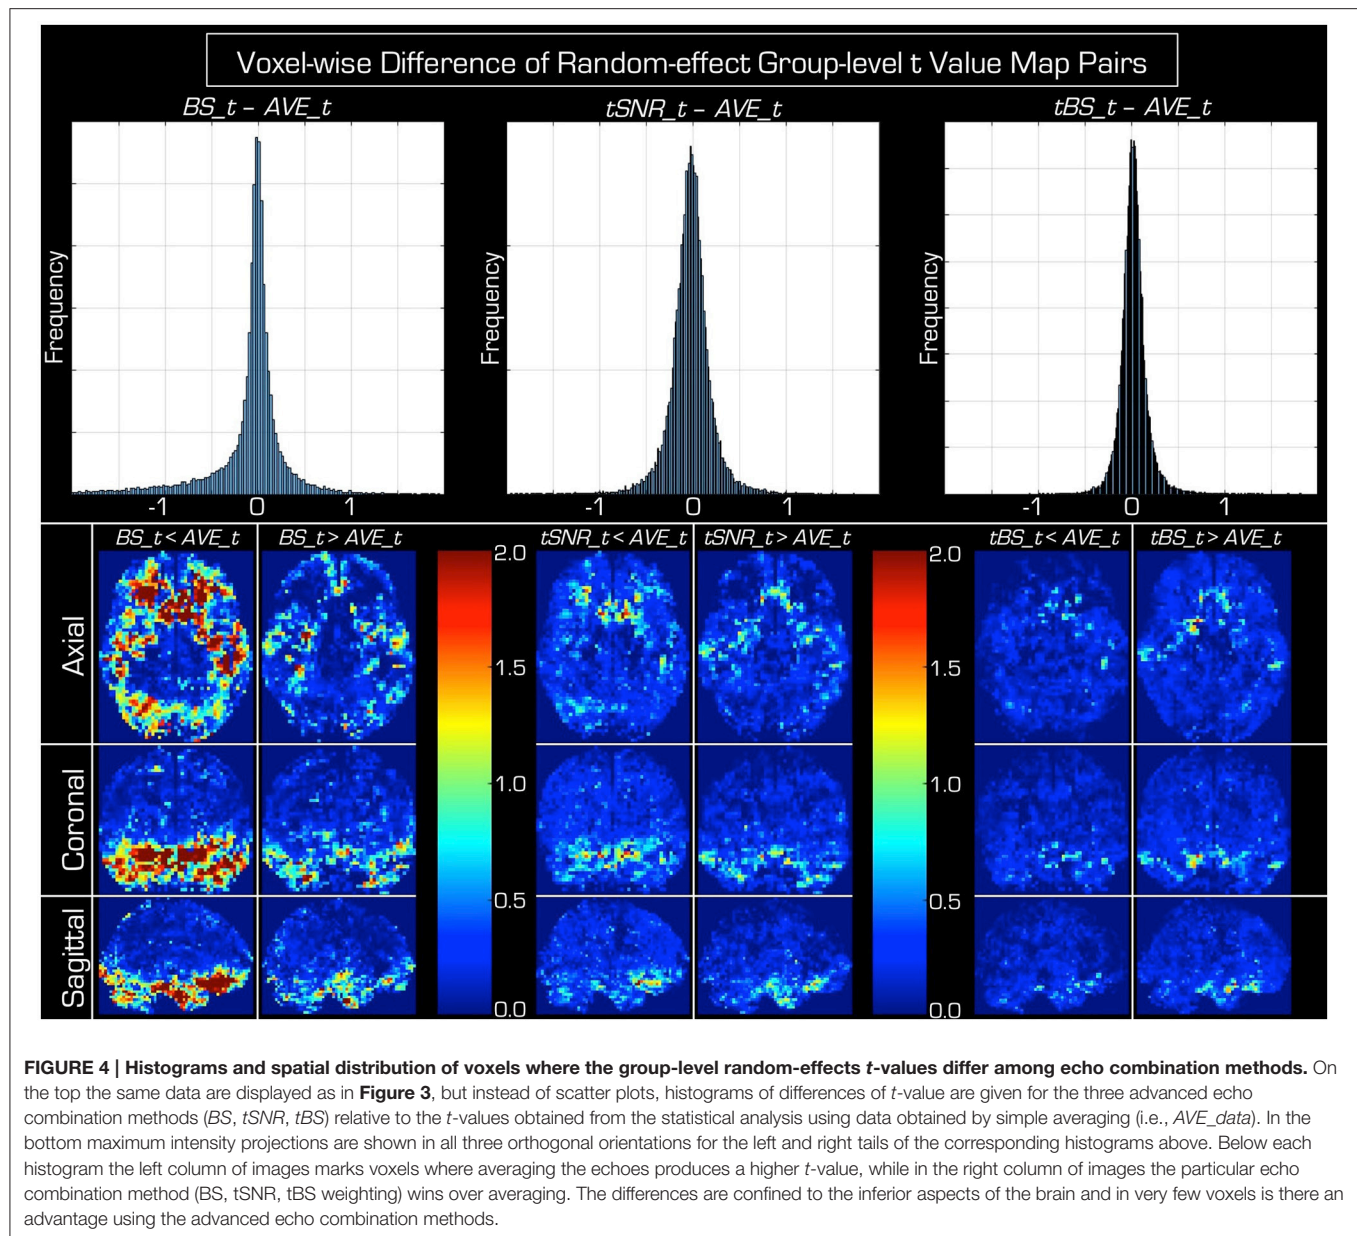 Voxel-wise Difference of Random-effect Group-level t Value Map Pairs
BS_t – AVE_t
tSNR_t – AVE_t
tBS_t – AVE_t
Frequency
Frequency
Frequency
-1 0 1
-1 0 1
-1 0 1
BS_t < AVE_t
BS_t > AVE_t
tSNR_t < AVE_t
tSNR_t > AVE_t
tBS_t < AVE_t
tBS_t > AVE_t
Axial
Coronal
Sagittal
2.0
1.5
1.0
0.5
0.0
2.0
1.5
1.0
0.5
0.0
FIGURE 4 | Histograms and spatial distribution of voxels where the group-level random-effects t-values differ among echo combination methods. On
the top the same data are displayed as in Figure 3, but instead of scatter plots, histograms of differences of t-value are given for the three advanced echo
combination methods (BS, tSNR, tBS) relative to the t-values obtained from the statistical analysis using data obtained by simple averaging (i.e., AVE_data). In the
bottom maximum intensity projections are shown in all three orthogonal orientations for the left and right tails of the corresponding histograms above. Below each
histogram the left column of images marks voxels where averaging the echoes produces a higher t-value, while in the right column of images the particular echo
combination method (BS, tSNR, tBS weighting) wins over averaging. The differences are confined to the inferior aspects of the brain and in very few voxels is there an
advantage using the advanced echo combination methods.